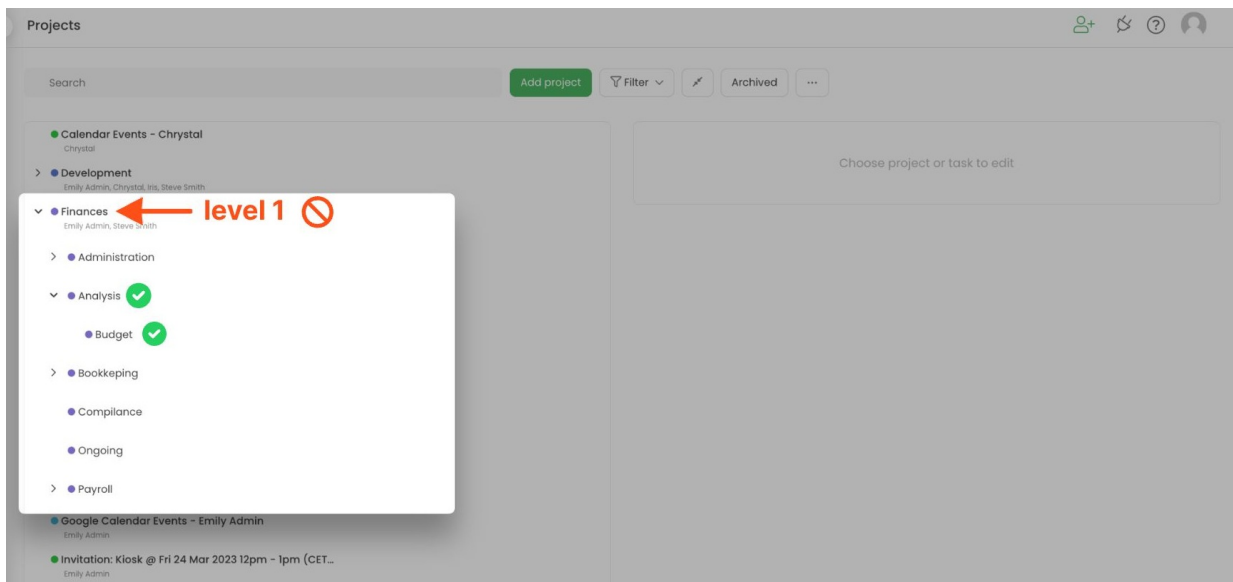 Projects
Search
Add project
Filter
Archived
...
Calendar Events - Chrystal
Chrystal
Choose project or task to edit
Development
Emily Admin, Chrystal, Iris, Steve Smith
Finances
level 1
Emily Admin, Steve Smith
Administration
Analysis
Budget
Bookkeping
Compilance
Ongoing
Payroll
Google Calendar Events - Emily Admin
Emily Admin
Invitation: Kiosk @ Fri 24 Mar 2023 12pm - 1pm (CET...
Emily Admin